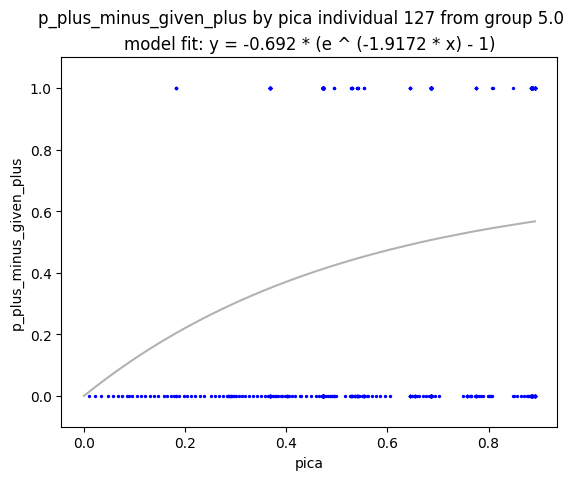 p_plus_minus_given_plus by pica individual 127 from group 5.0
model fit: y = -0.692 * (e ^ (-1.9172 * x) - 1)
1.0
0.8
0.6
0.4
0.2
0.0
p_plus_minus_given_plus
0.0 0.2 0.4 0.6 0.8
pica